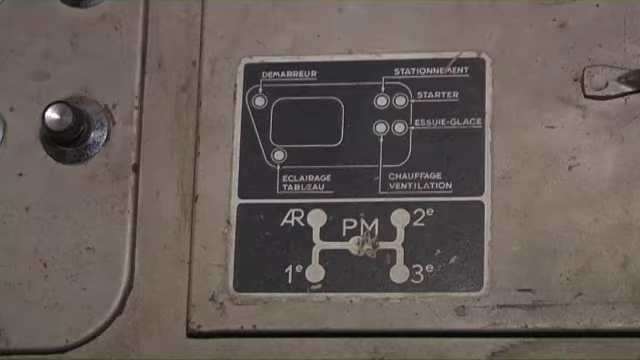 DEMARREUR
STATIONNEMENT
STARTER
ESSUIE-GLACE
ECLAIRAGE
TABLEAU
CHAUFFAGE
VENTILATION
AR PM 2e
1e 3e